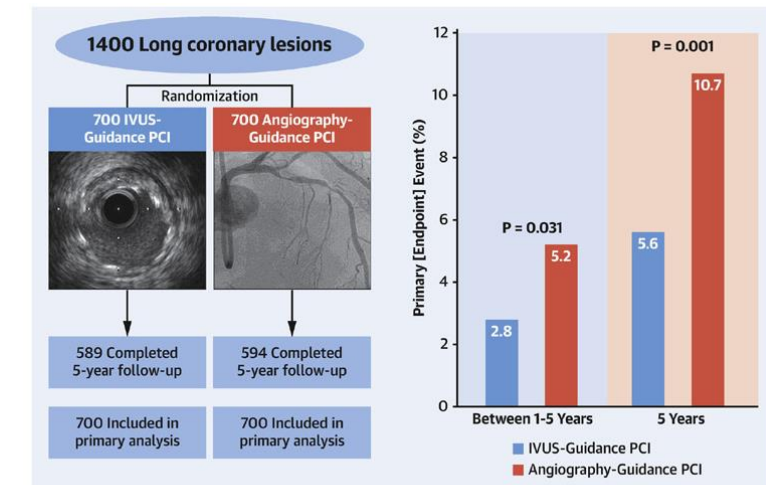 1400 Long coronary lesions
Randomization
700 IVUS-
Guidance PCI
700 Angiography-
Guidance PCI
589 Completed
5-year follow-up
594 Completed
5-year follow-up
700 Included in
primary analysis
700 Included in
primary analysis
Primary [Endpoint] Event (%)
12
10
8
6
4
2
0
P = 0.031
2.8
5.2
P = 0.001
5.6
10.7
Between 1-5 Years
5 Years
IVUS-Guidance PCI
Angiography-Guidance PCI